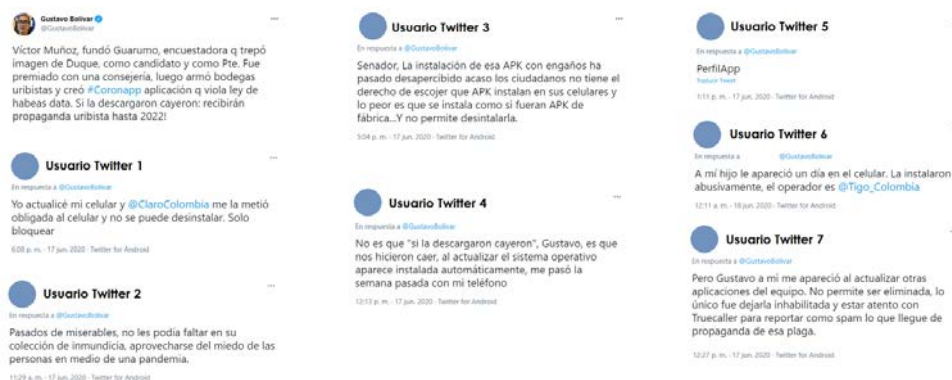 Gustavo Bolívar
@GustavoBolivar
Víctor Muñoz, fundó Guarumo, encuestadora q trepó
imagen de Duque, como candidato y como Pte. Fue
premiado con una consejería, luego armó bodegas
uribistas y creó #Coronapp aplicación q viola ley de
habeas data. Si la descargaron cayeron: recibirán
propaganda uribista hasta 2022!
Usuario Twitter 1
En respuesta a @GustavoBolivar
Yo actualicé mi celular y @ClaroColombia me la metió
obligada al celular y no se puede desinstalar. Solo
bloquear
6:08 p. m. · 17 jun. 2020 · Twitter for Android
Usuario Twitter 2
En respuesta a @GustavoBolivar
Pasados de miserables, no les podía faltar en su
colección de inmundicia, aprovecharse del miedo de las
personas en medio de una pandemia.
11:29 a. m. · 17 jun. 2020 · Twitter for Android
Usuario Twitter 3
En respuesta a @GustavoBolivar
Senador, La instalación de esa APK con engaños ha
pasado desapercibido acaso los ciudadanos no tiene el
derecho de escojer que APK instalan en sus celulares y
lo peor es que se instala como si fueran APK de
fábrica...Y no permite desintalarla.
5:04 p. m. · 17 jun. 2020 · Twitter for Android
Usuario Twitter 4
En respuesta a @GustavoBolivar
No es que "si la descargaron cayeron", Gustavo, es que
nos hicieron caer, al actualizar el sistema operativo
aparece instalada automáticamente, me pasó la
semana pasada con mi teléfono
12:13 p. m. · 17 jun. 2020 · Twitter for Android
Usuario Twitter 5
En respuesta a @GustavoBolivar
PerfilApp
Traducir Tweet
1:11 p. m. · 17 jun. 2020 · Twitter for Android
Usuario Twitter 6
En respuesta a @GustavoBolivar
A mí hijo le apareció un día en el celular. La instalaron
abusivamente, el operador es @Tigo_Colombia
12:11 a. m. · 18 jun. 2020 · Twitter for Android
Usuario Twitter 7
En respuesta a @GustavoBolivar
Pero Gustavo a mi me apareció al actualizar otras
aplicaciones del equipo. No permite ser eliminada, lo
único fue dejarla inhabilitada y estar atento con
Truecaller para reportar como spam lo que llegue de
propaganda de esa plaga.
12:27 p. m. · 17 jun. 2020 · Twitter for Android